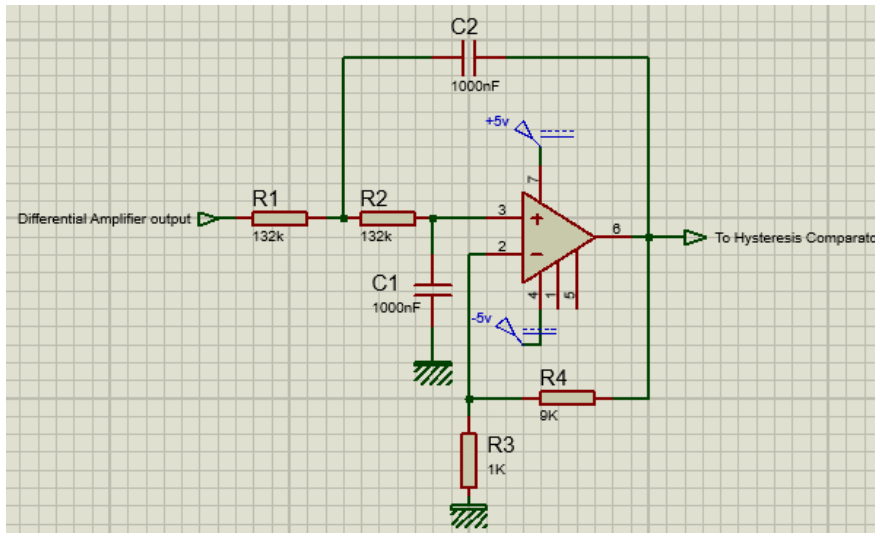 C2
1000nF
+5v
7
R1
R2
3
6
Differential Amplifier output
To Hysteresis Comparato
132k
132k
2
C1
1000nF
4
1
5
-5v
R4
9K
R3
1K